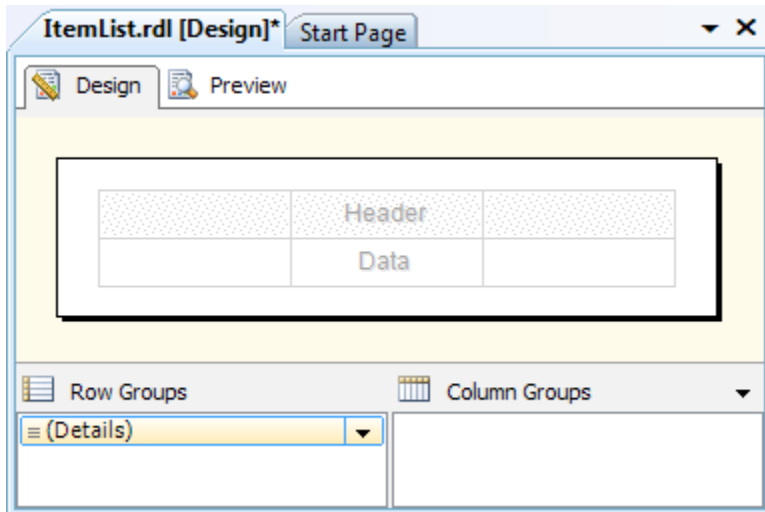 ItemList.rdl [Design]* Start Page
Design Preview
Header
Data
Row Groups Column Groups
(Details)